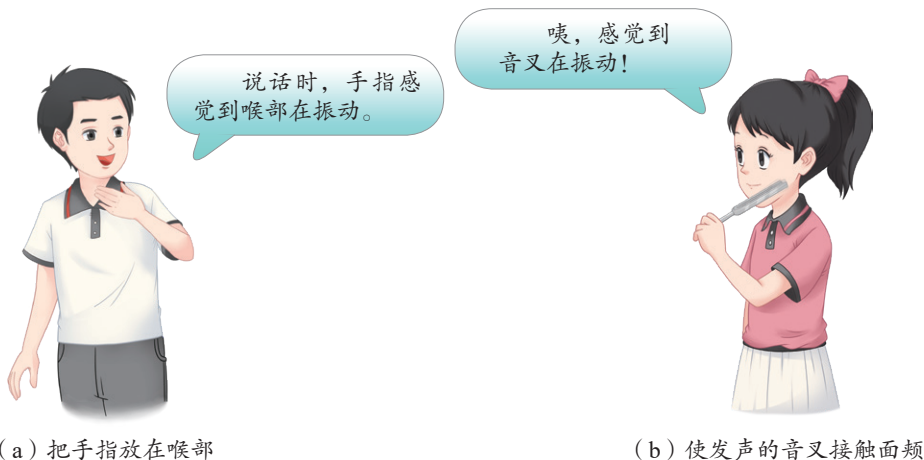 说话时，手指感
觉到喉部在振动。
咦，感觉到
音叉在振动！
（a）把手指放在喉部
（b）使发声的音叉接触面颊